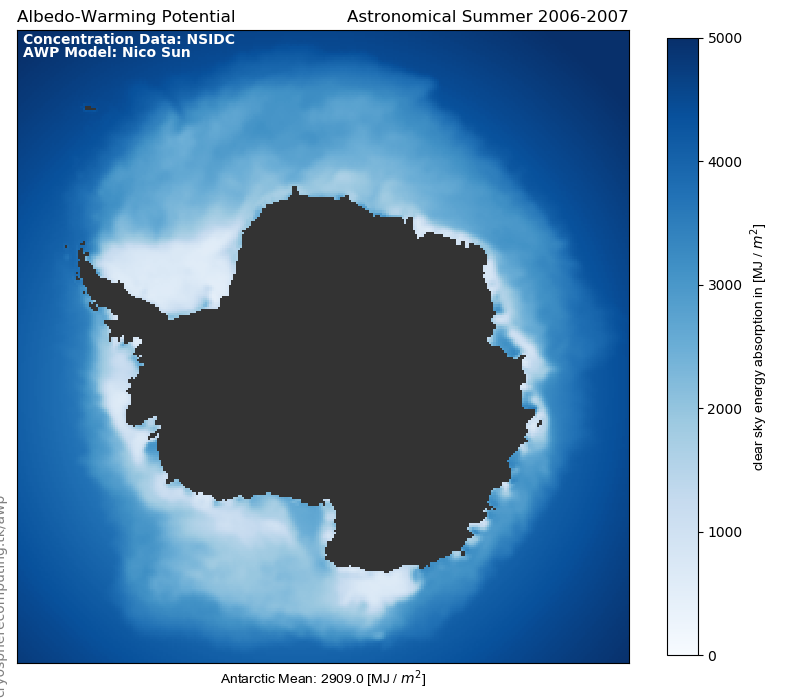 Albedo-Warming Potential
Astronomical Summer 2006-2007
Concentration Data: NSIDC
AWP Model: Nico Sun
5000
4000
3000
2000
1000
0
clear sky energy absorption in [MJ / m²]
ryospherecomputing.tk/awp
Antarctic Mean: 2909.0 [MJ / m²]